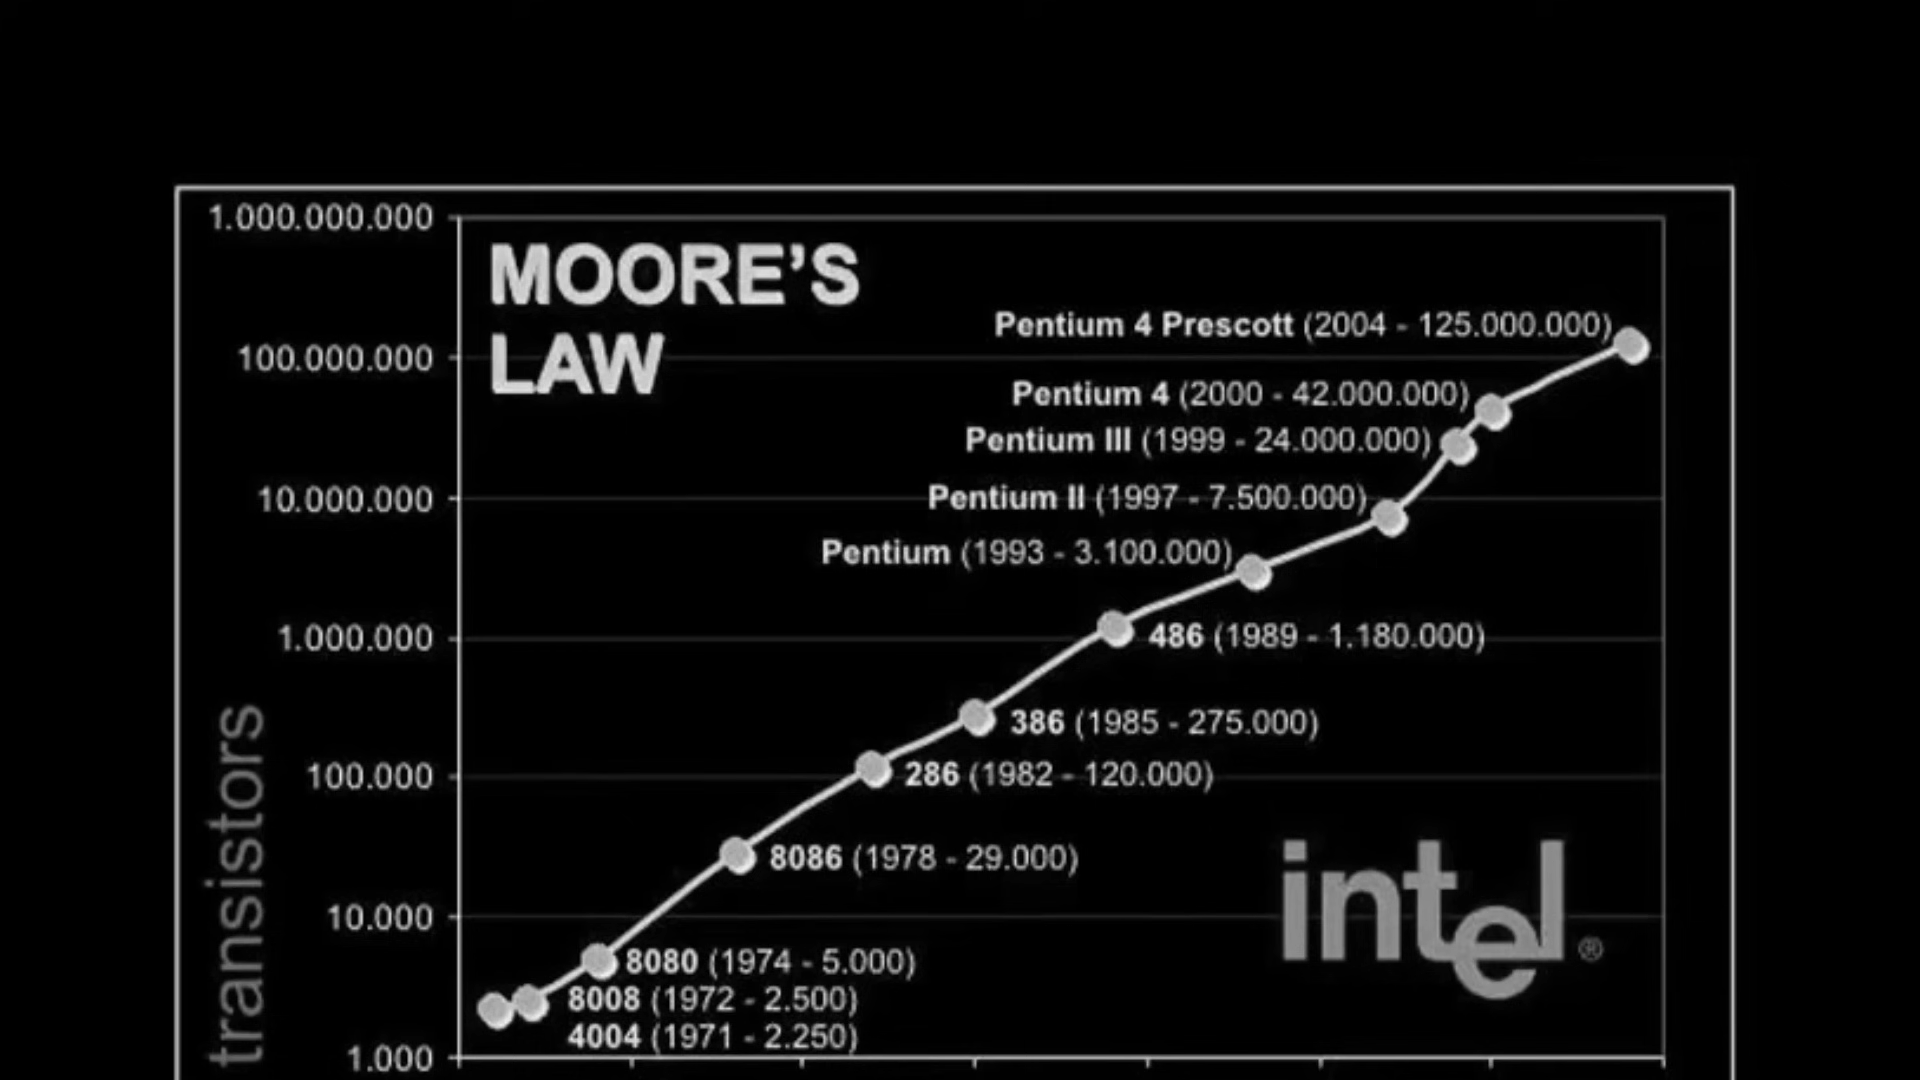 1.000.000.000
MOORE'S
LAW
Pentium 4 Prescott (2004 - 125.000.000)
100.000.000
Pentium 4 (2000 - 42.000.000)
Pentium III (1999 - 24.000.000)
10.000.000
Pentium II (1997 - 7.500.000)
Pentium (1993 - 3.100.000)
1.000.000
486 (1989 - 1.180.000)
386 (1985 - 275.000)
100.000
286 (1982 - 120.000)
8086 (1978 - 29.000)
10.000
8080 (1974 - 5.000)
8008 (1972 - 2.500)
4004 (1971 - 2.250)
1.000
transistors
intel®